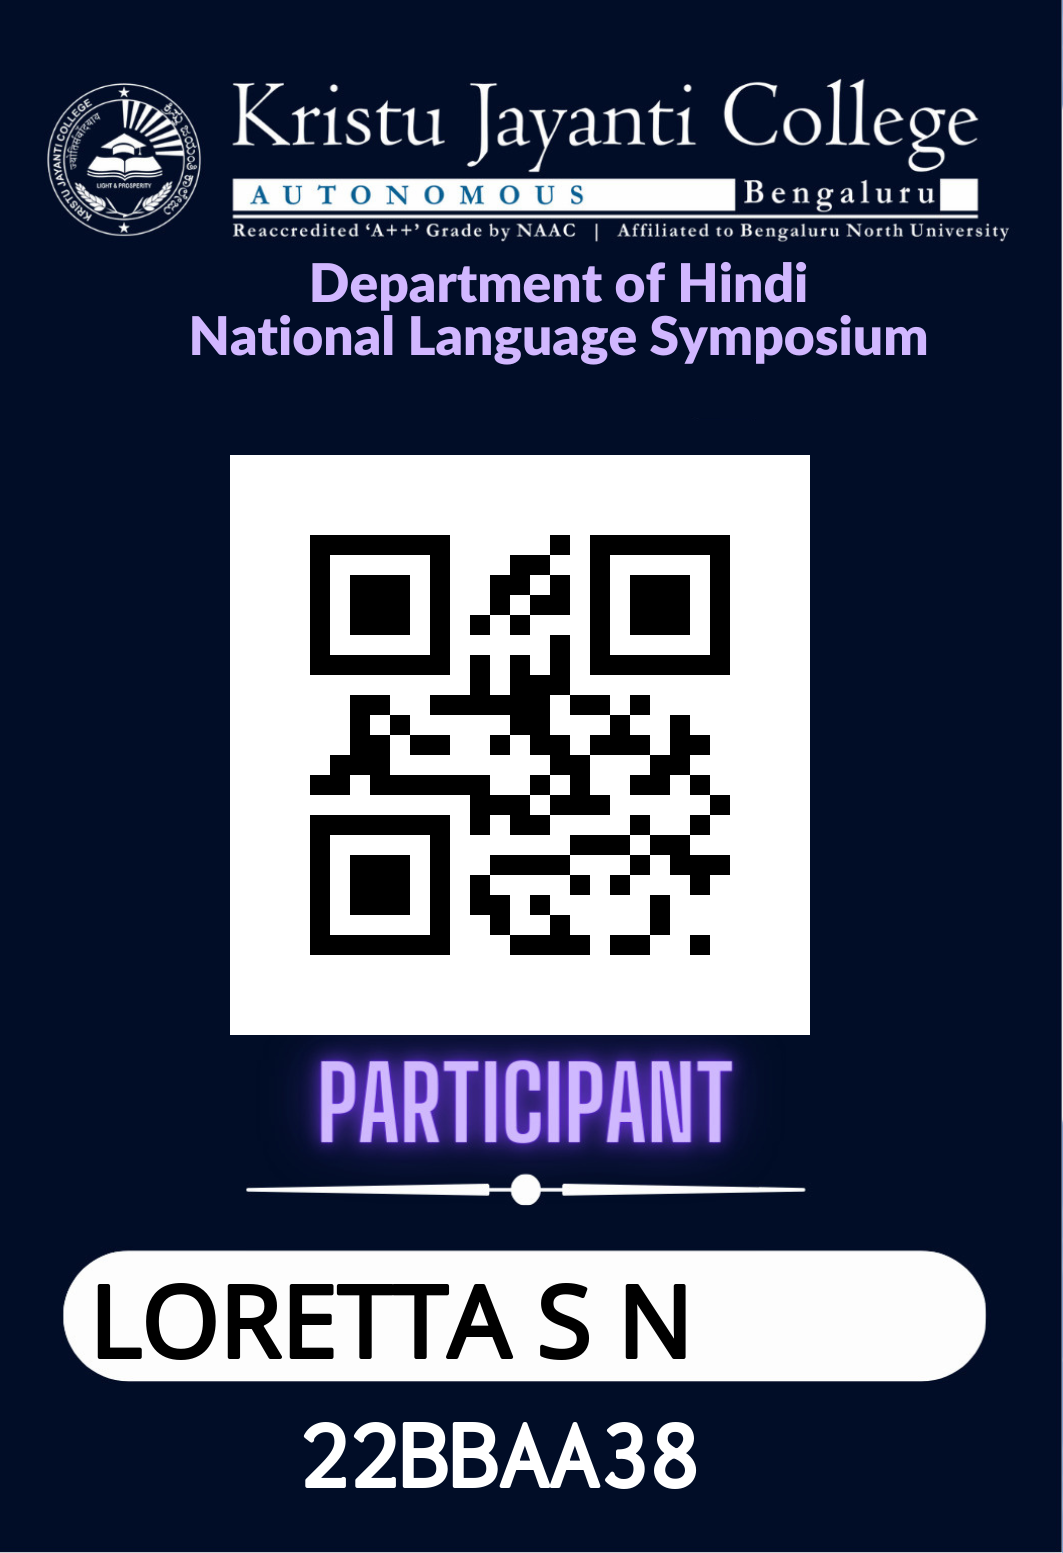 Kristu Jayanti College
AUTONOMOUS Bengaluru
Reaccredited ‘A++’ Grade by NAAC | Affiliated to Bengaluru North University
KRISTU JAYANTI COLLEGE
LIGHT & PROSPERITY
Department of Hindi
National Language Symposium
PARTICIPANT
LORETTA S N
22BBAA38